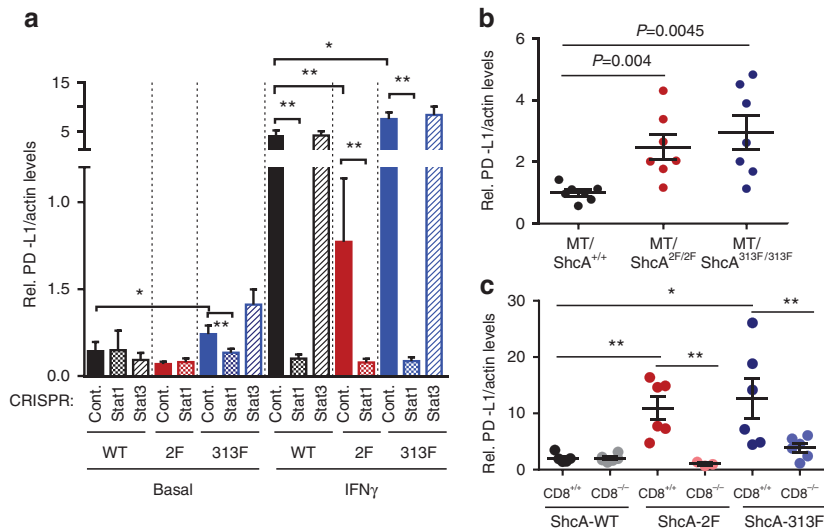 a
Rel. PD -L1/actin levels
15
5
1.0
1.5
0.0
*
**
*
**
**
**
**
CRISPR:
Cont.
Stat1
Stat3
Cont.
Stat1
Cont.
Stat1
Stat3
Cont.
Stat1
Stat3
Cont.
Stat1
Cont.
Stat1
Stat3
WT
2F
313F
WT
2F
313F
Basal
IFNγ
b
Rel. PD -L1/actin levels
6
4
2
0
P=0.0045
P=0.004
MT/
ShcA+/+
MT/
ShcA2F/2F
MT/
ShcA313F/313F
c
Rel. PD -L1/actin levels
30
20
10
0
*
**
**
**
CD8+/+
CD8–/–
CD8+/+
CD8–/–
CD8+/+
CD8–/–
ShcA-WT
ShcA-2F
ShcA-313F